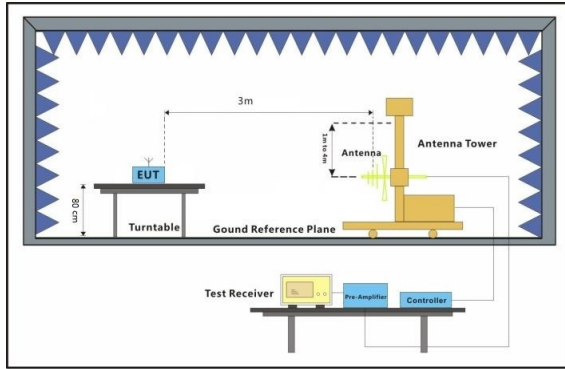 3m
1m to 4m
Antenna
Antenna Tower
EUT
80 cm
Turntable
Gound Reference Plane
Test Receiver
Pre-Amplifier
Controller